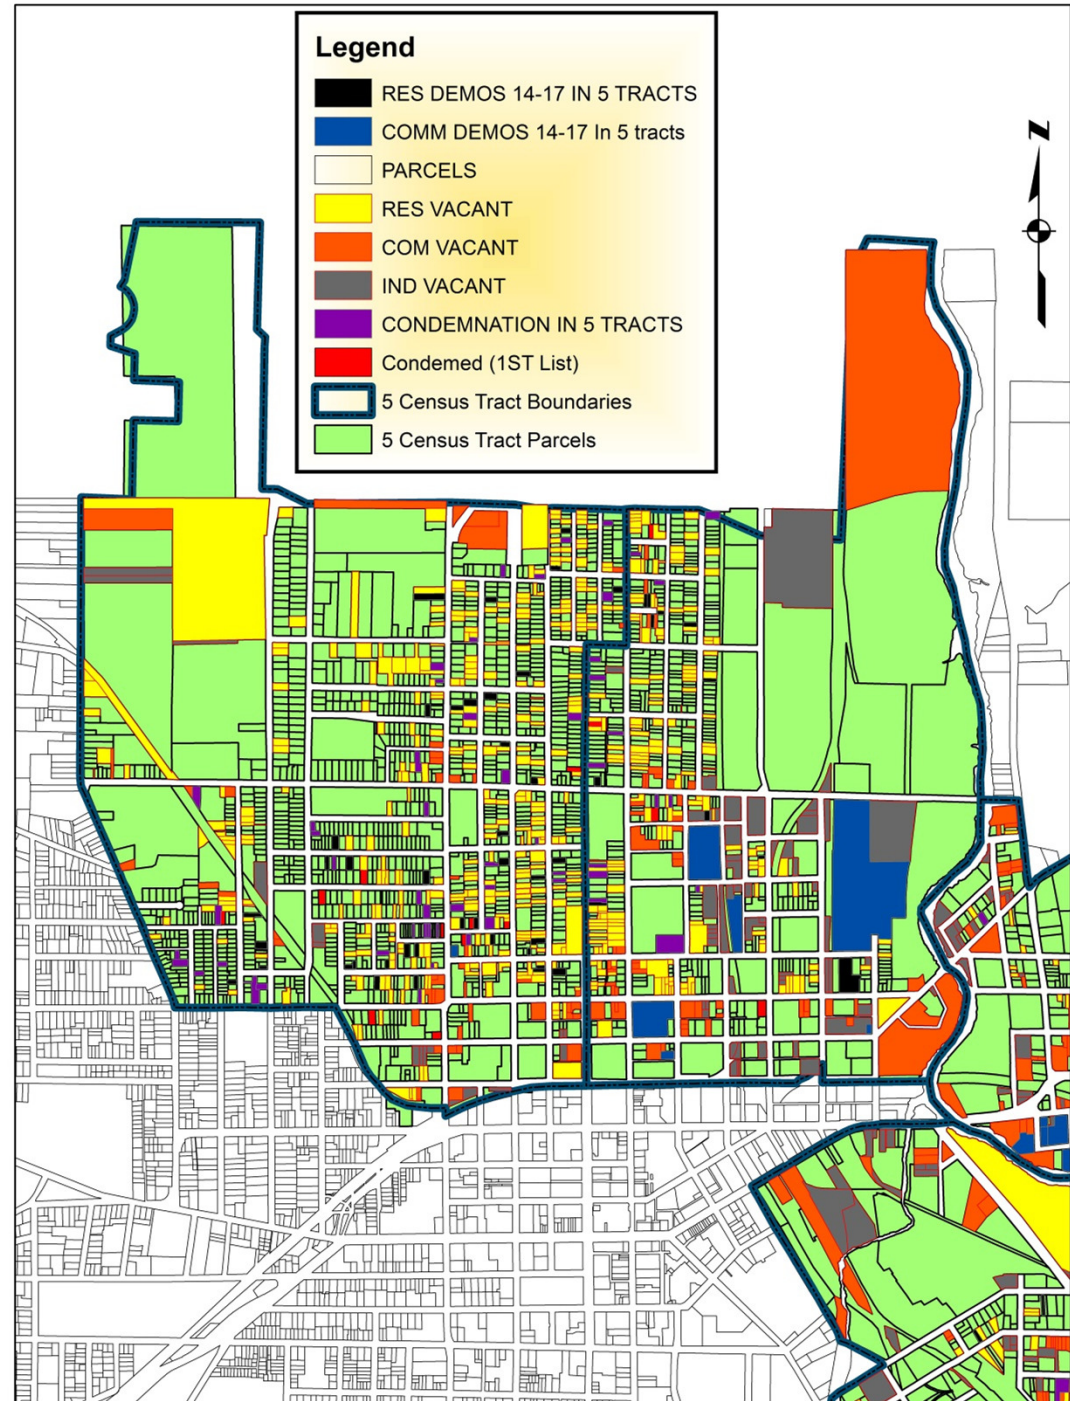 Legend
RES DEMOS 14-17 IN 5 TRACTS
COMM DEMOS 14-17 In 5 tracts
PARCELS
RES VACANT
COM VACANT
IND VACANT
CONDEMNATION IN 5 TRACTS
Condemed (1ST List)
5 Census Tract Boundaries
5 Census Tract Parcels
N